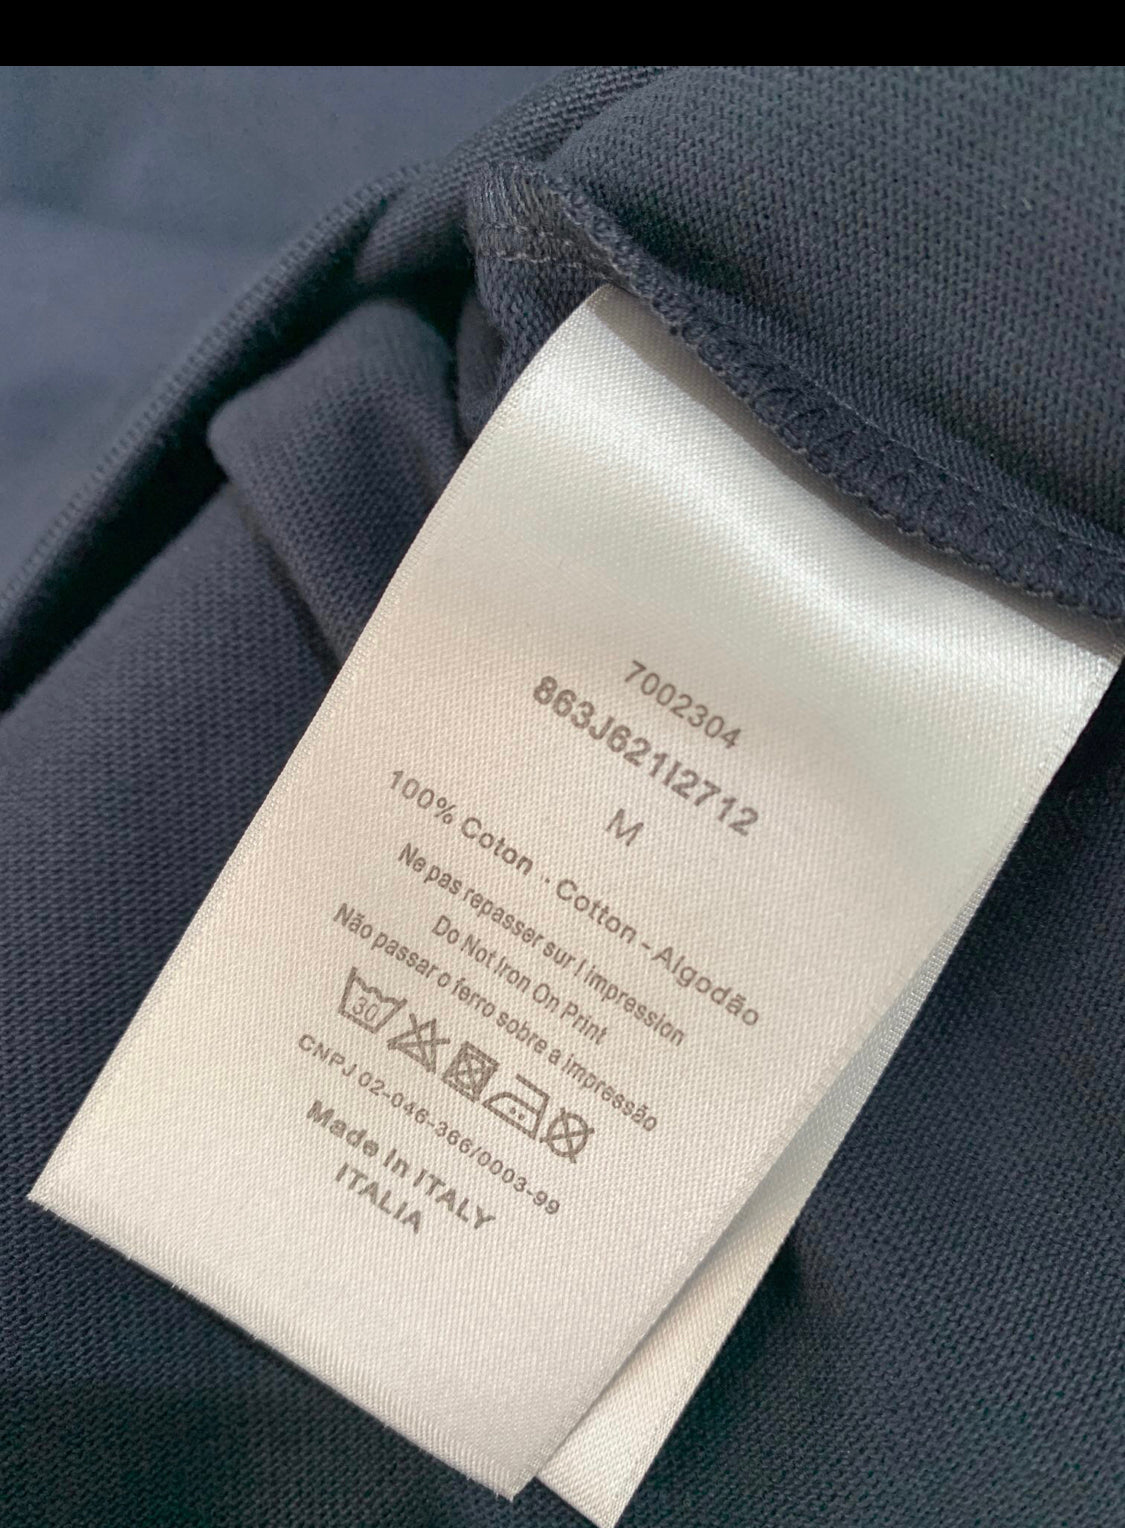 7002304
863J621I2712
M
100% Coton - Cotton - Algodão
Ne pas repasser sur l impression
Do Not Iron On Print
Não passar o ferro sobre a impressão
30
CNPJ 02-046-366/0003-99
Made In ITALY
ITALIA